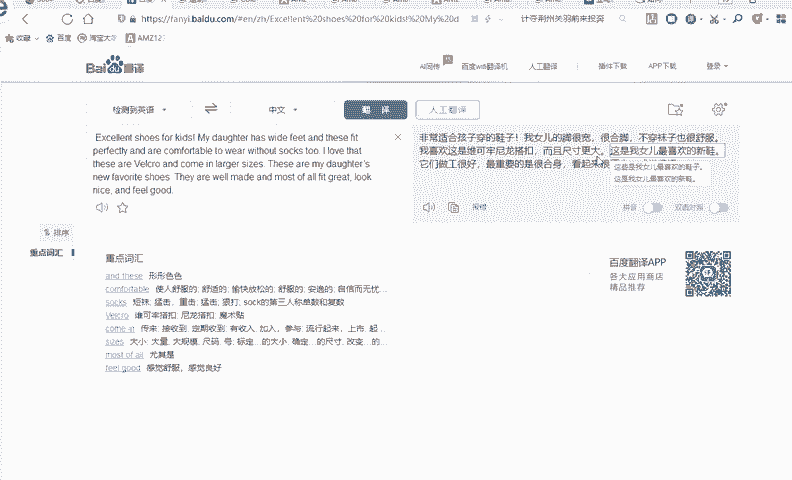 https://fanyi.baidu.com/#en/zh/Excellent%20shoes%20for%20kids!%20My%20d
计夺荆州关羽前来投奔
收藏 百度 淘宝大 AMZ12
Bai du 翻译
AI同传 百度vip翻译机 人工翻译 插件下载 APP下载 登录
检测到英语 中文 翻 译 人工翻译
Excellent shoes for kids! My daughter has wide feet and these fit
perfectly and are comfortable to wear without socks too. I love that
these are Velcro and come in larger sizes. These are my daughter's
new favorite shoes. They are well made and most of all fit great, look
nice, and feel good.
非常适合孩子穿的鞋子！我女儿的脚很宽，很合脚，不穿袜子也很舒服。
我喜欢这是维可牢尼龙搭扣，而且尺寸更大。这是我女儿最喜欢的新鞋。
它们做工很好，最重要的是很合身，看起来很
这些是我女儿最喜欢的鞋子。
这是我女儿最喜欢的新鞋。
拼音 双语对照
排序
重点词汇
重点词汇
and these 形形色色
comfortable 使人舒服的; 舒适的; 愉快放松的; 舒服的; 安逸的; 自信而无忧...
socks 短袜; 猛击，重击; 猛击; 狠打; sock的第三人称单数和复数
Velcro 维可牢搭扣; 尼龙搭扣; 魔术贴
come in 传来; 接收到; 定期收到; 有收入; 加入，参与; 流行起来，上市; 起...
sizes 大小; 大量; 大规模; 尺码; 号; 标定...的大小; 确定...的尺寸; 改变...的...
most of all 尤其是
feel good 感觉舒服，感觉良好
百度翻译APP
各大应用商店
精品推荐
译